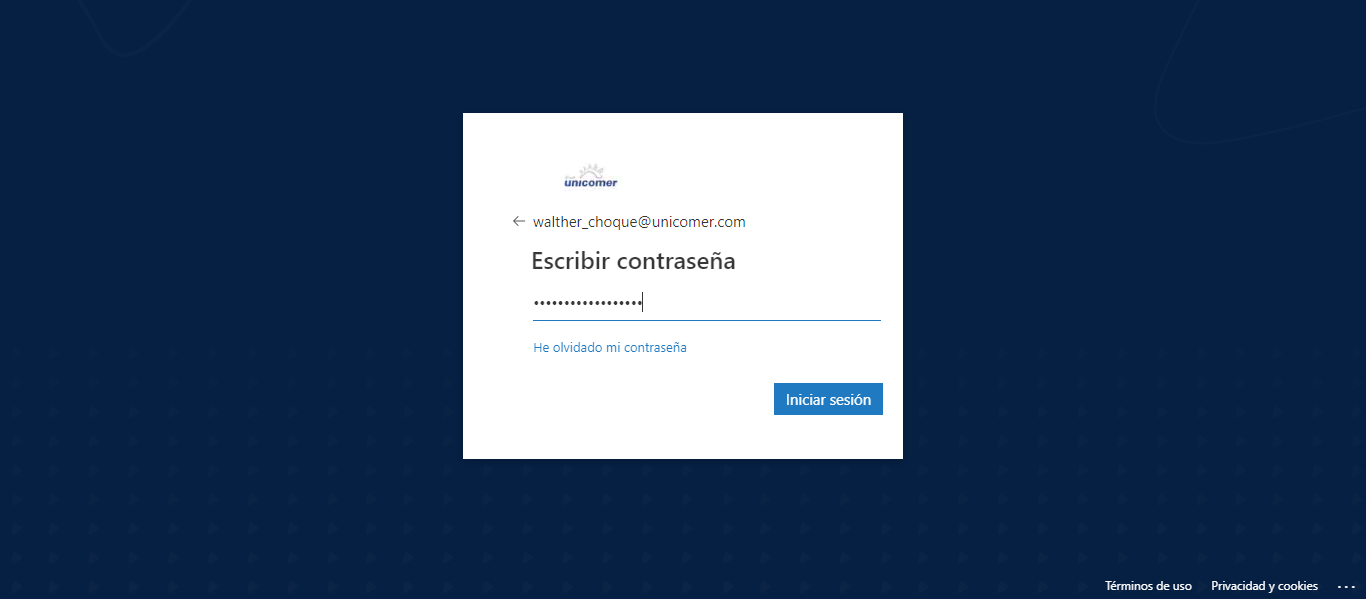 unicomer
walther_choque@unicomer.com
Escribir contraseña
••••••••••••••••••
He olvidado mi contraseña
Iniciar sesión
Términos de uso Privacidad y cookies ...